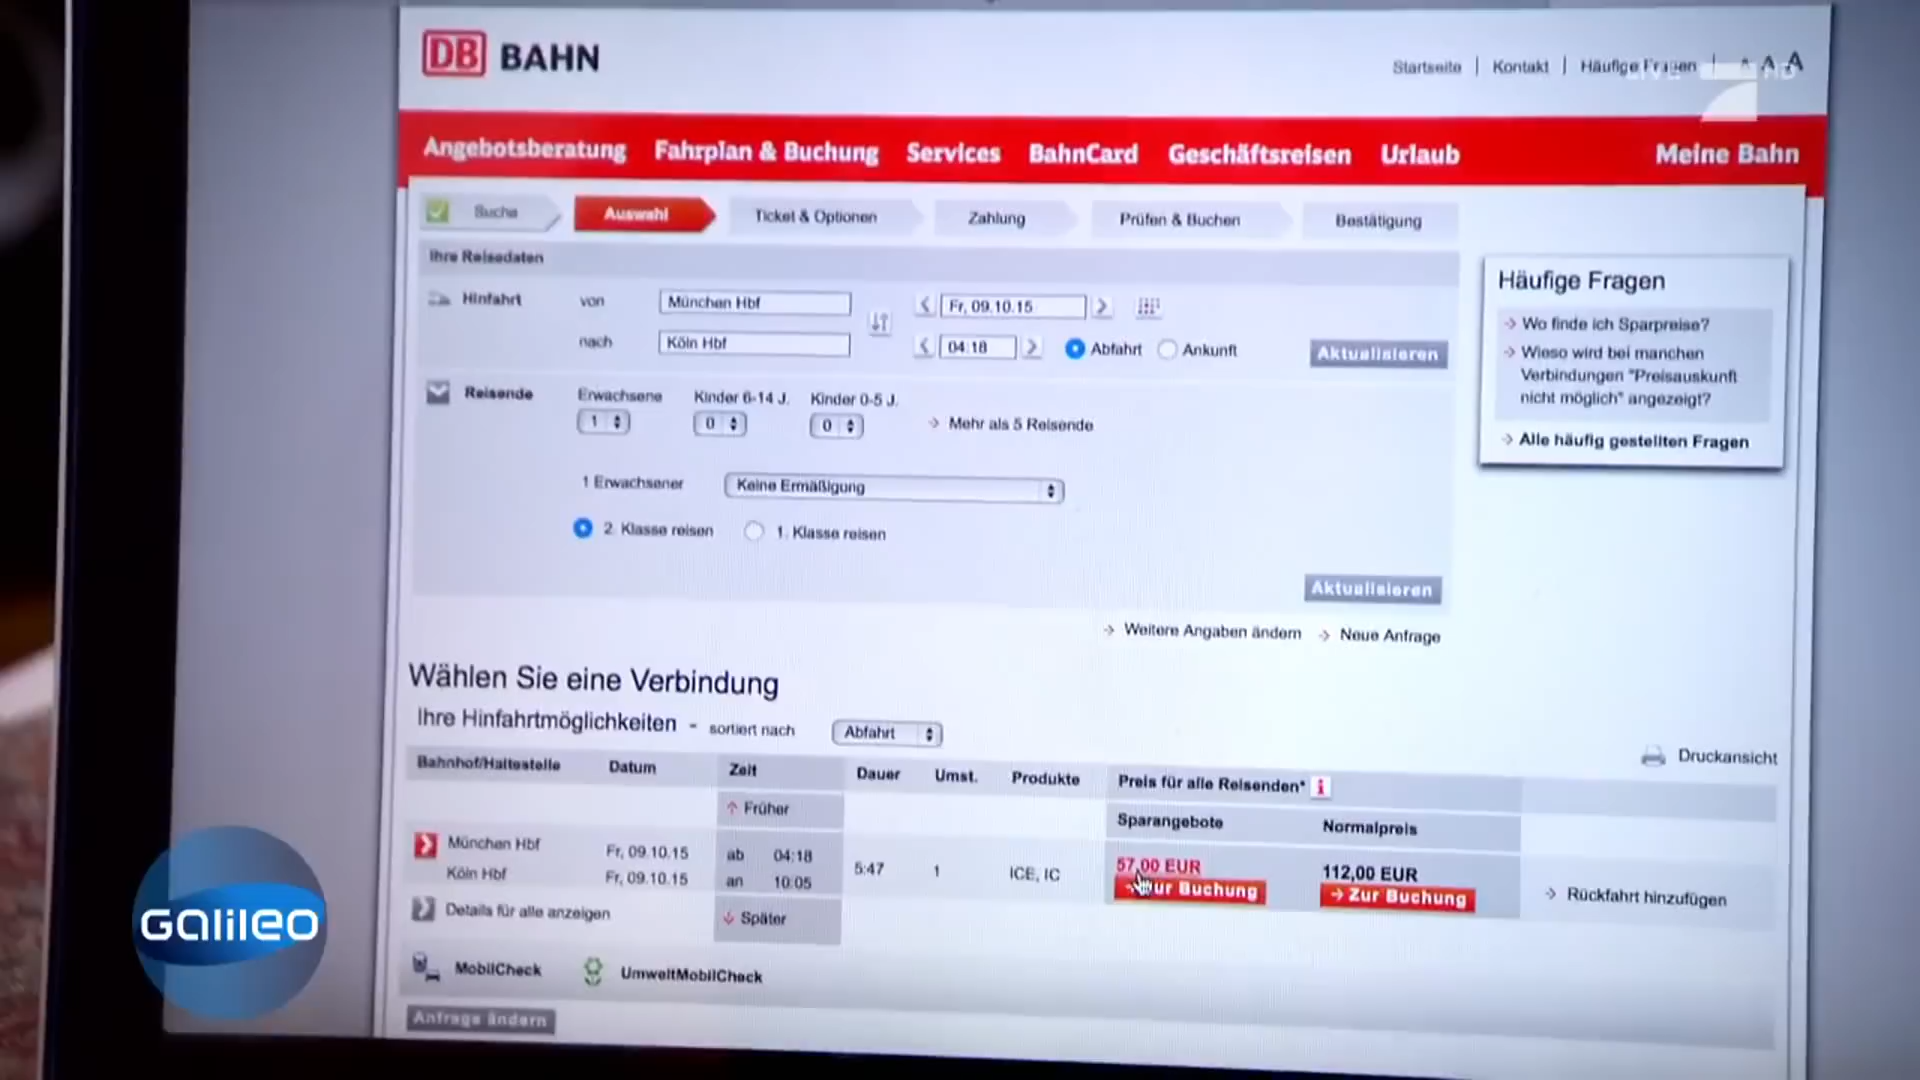 DB BAHN
Startseite | Kontakt | Häufige Fragen | A A A
Angebotsberatung Fahrplan & Buchung Services BahnCard Geschäftsreisen Urlaub Meine Bahn
Suche Auswahl Ticket & Optionen Zahlung Prüfen & Buchen Bestätigung
Ihre Reisedaten
Hinfahrt von München Hbf Fr, 09.10.15
nach Köln Hbf 04:18 Abfahrt Ankunft Aktualisieren
Reisende Erwachsene Kinder 6-14 J. Kinder 0-5 J.
1 0 0 Mehr als 5 Reisende
1 Erwachsener Keine Ermäßigung
2. Klasse reisen 1. Klasse reisen
Aktualisieren
Weitere Angaben ändern Neue Anfrage
Häufige Fragen
Wo finde ich Sparpreise?
Wieso wird bei manchen
Verbindungen "Preisauskunft
nicht möglich" angezeigt?
Alle häufig gestellten Fragen
Wählen Sie eine Verbindung
Ihre Hinfahrtmöglichkeiten - sortiert nach Abfahrt
Druckansicht
Bahnhof/Haltestelle Datum Zeit Dauer Umst. Produkte Preis für alle Reisenden*
Früher Sparangebote Normalpreis
München Hbf Fr, 09.10.15 ab 04:18 5:47 1 ICE, IC 57,00 EUR 112,00 EUR
Köln Hbf Fr, 09.10.15 an 10:05 Zur Buchung Zur Buchung Rückfahrt hinzufügen
Details für alle anzeigen Später
MobilCheck UmweltMobilCheck
Anfrage ändern
Galileo